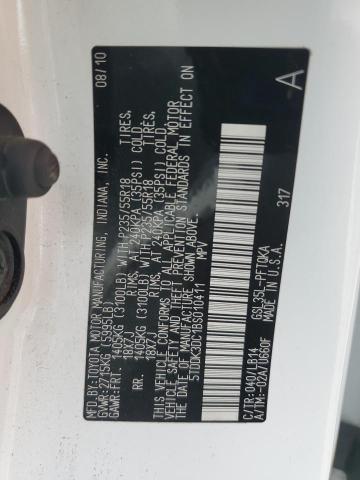 MFD. BY: TOYOTA MOTOR MANUFACTURING, INDIANA, INC. 08/10
GVWR: 2715KG (5995LB)
GAWR: FRT. 1405KG (3100LB) WITH P235/55R18 TIRES,
18X7J RIMS, AT 240KPA (35PSI) COLD.
RR. 1405KG (3100LB) WITH P235/55R18 TIRES,
18X7J RIMS, AT 240KPA (35PSI) COLD.
THIS VEHICLE CONFORMS TO ALL APPLICABLE FEDERAL MOTOR
VEHICLE SAFETY AND THEFT PREVENTION STANDARDS IN EFFECT
ON THE DATE OF MANUFACTURE SHOWN ABOVE.
5TDDK3DC1BS010411 MPV
A
317
C/TR:040/LB14 GSL35L-PFTQKA
A/TM:-02A/U660F MADE IN U.S.A.